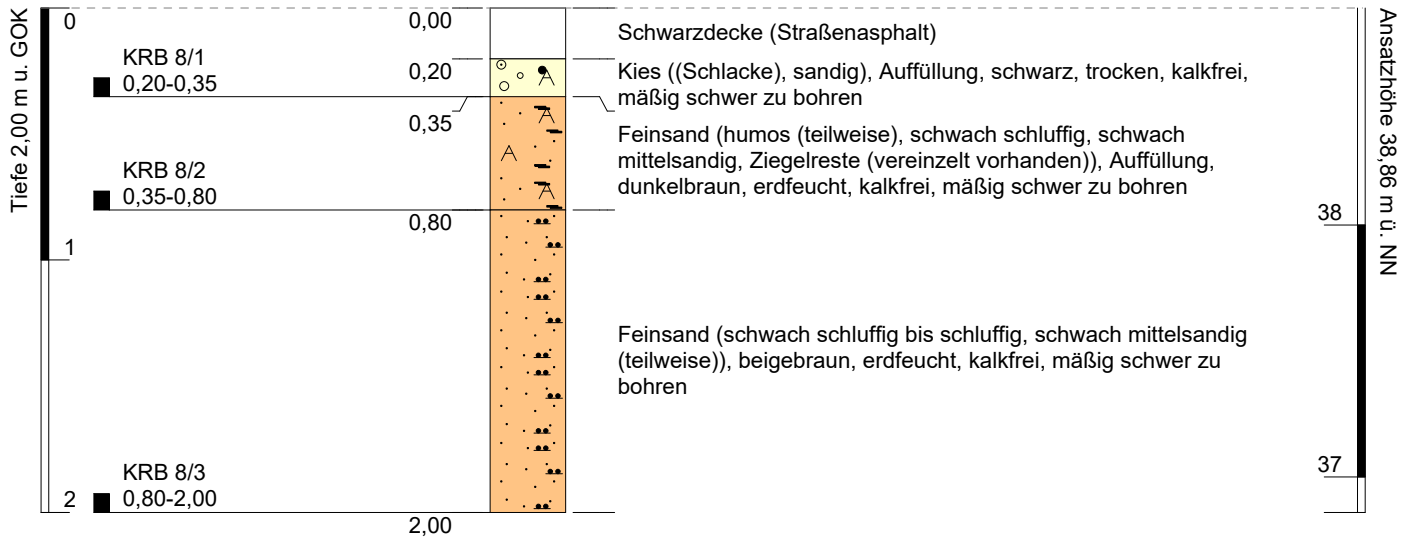 Tiefe 2,00 m u. GOK
0
1
2
KRB 8/1
0,20-0,35
KRB 8/2
0,35-0,80
KRB 8/3
0,80-2,00
0,00
0,20
0,35
0,80
2,00
Schwarzdecke (Straßenasphalt)
Kies ((Schlacke), sandig), Auffüllung, schwarz, trocken, kalkfrei,
mäßig schwer zu bohren
Feinsand (humos (teilweise), schwach schluffig, schwach
mittelsandig, Ziegelreste (vereinzelt vorhanden)), Auffüllung,
dunkelbraun, erdfeucht, kalkfrei, mäßig schwer zu bohren
Feinsand (schwach schluffig bis schluffig, schwach mittelsandig
(teilweise)), beigebraun, erdfeucht, kalkfrei, mäßig schwer zu
bohren
38
37
Ansatzhöhe 38,86 m ü. NN